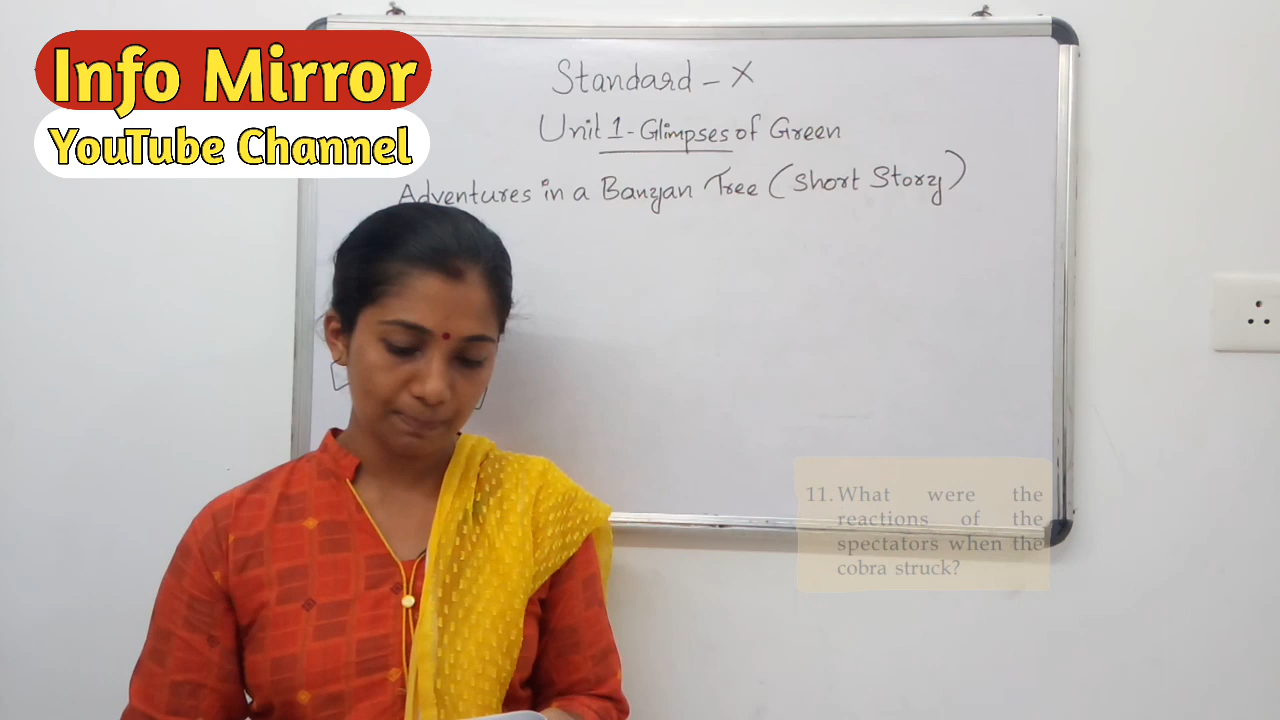 Info Mirror
YouTube Channel
Standard - X
Unit 1 - Glimpses of Green
Adventures in a Banyan Tree (Short Story)
11. What were the
reactions of the
spectators when the
cobra struck?